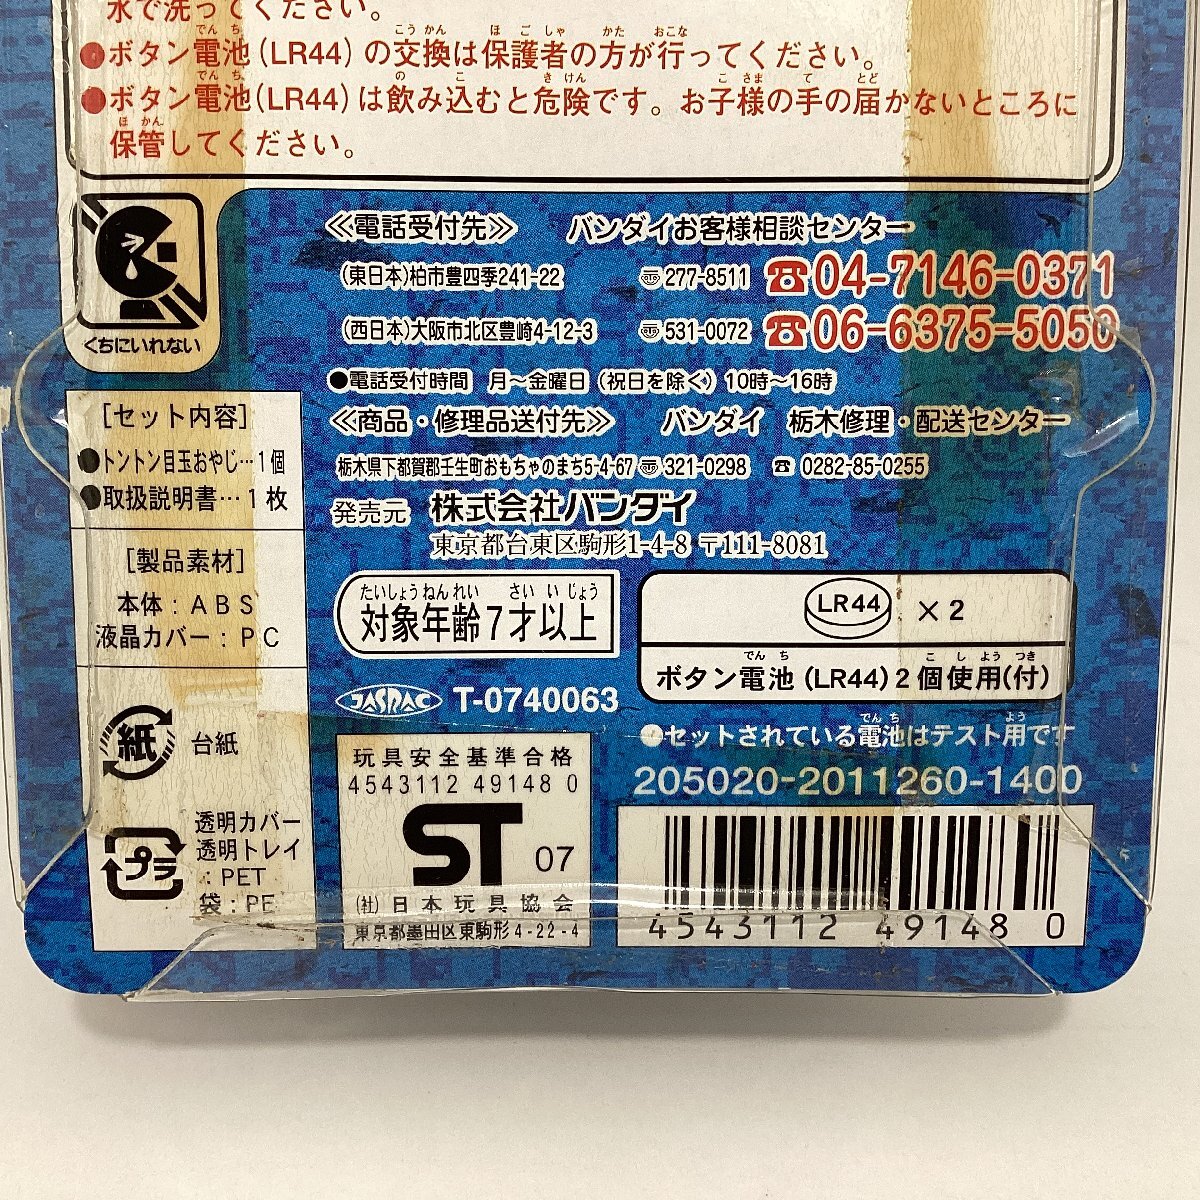 水で洗ってください。
●ボタン電池(LR44)の交換は保護者の方が行ってください。
●ボタン電池(LR44)は飲み込むと危険です。お子様の手の届かないところに
保管してください。
くちにいれない
≪電話受付先≫ バンダイお客様相談センター
(東日本)柏市豊四季241-22 277-8511 ☎04-7146-0371
(西日本)大阪市北区豊崎4-12-3 531-0072 ☎06-6375-5050
●電話受付時間 月～金曜日(祝日を除く) 10時～16時
≪商品・修理品送付先≫ バンダイ 栃木修理・配送センター
栃木県下都賀郡壬生町おもちゃのまち5-4-67 321-0298 ☎ 0282-85-0255
発売元 株式会社バンダイ
東京都台東区駒形1-4-8 〒111-8081
[セット内容]
●トントン目玉おやじ…1個
●取扱説明書…1枚
[製品素材]
本体：ABS
液晶カバー：PC
紙 台紙
プラ 透明カバー
透明トレイ
：PET
袋：PE
対象年齢7才以上
たいしょうねんれい さいいじょう
LR44 ×2
ボタン電池(LR44)2個使用(付)
JASRAC T-0740063
●セットされている電池はテスト用です
205020-2011260-1400
玩具安全基準合格
4543112 49148 0
ST 07
(社)日本玩具協会
東京都墨田区東駒形4-22-4
4543112 491480